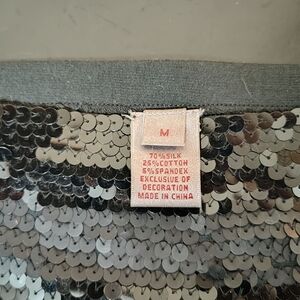 M
70%SILK
25%COTTON
5%SPANDEX
EXCLUSIVE OF
DECORATION
MADE IN CHINA